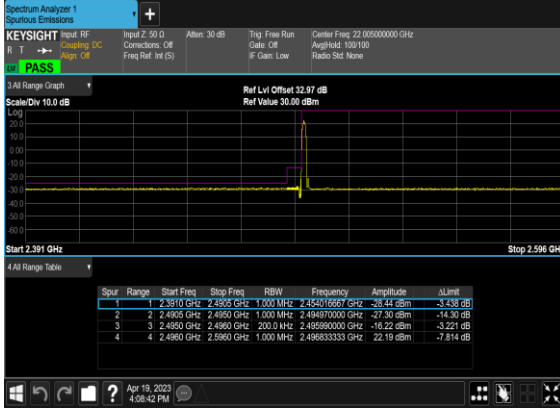 Spectrum Analyzer 1
Spurious Emissions
+
KEYSIGHT Input: RF Input Z: 50 Ω Atten: 30 dB Trig: Free Run Center Freq: 22.005000000 GHz
R T Coupling: DC Corrections: Off Gate: Off Avg|Hold: 100/100
Align: Off Freq Ref: Int (S) IF Gain: Low Radio Std: None
PASS
3 All Range Graph
Ref Lvl Offset 32.97 dB
Scale/Div 10.0 dB Ref Value 30.00 dBm
Log
20.0
10.0
0.00
-10.0
-20.0
-30.0
-40.0
-50.0
-60.0
Start 2.391 GHz Stop 2.596 GH
4 All Range Table
Spur Range Start Freq Stop Freq RBW Frequency Amplitude ΔLimit
1 1 2.3910 GHz 2.4905 GHz 1.000 MHz 2.454016667 GHz -28.44 dBm -3.438 dB
2 2 2.4905 GHz 2.4950 GHz 1.000 MHz 2.494970000 GHz -27.30 dBm -14.30 dB
3 3 2.4950 GHz 2.4960 GHz 200.0 kHz 2.495990000 GHz -16.22 dBm -3.221 dB
4 4 2.4960 GHz 2.5960 GHz 1.000 MHz 2.496833333 GHz 22.19 dBm -7.814 dB
? Apr 19, 2023
4:08:42 PM